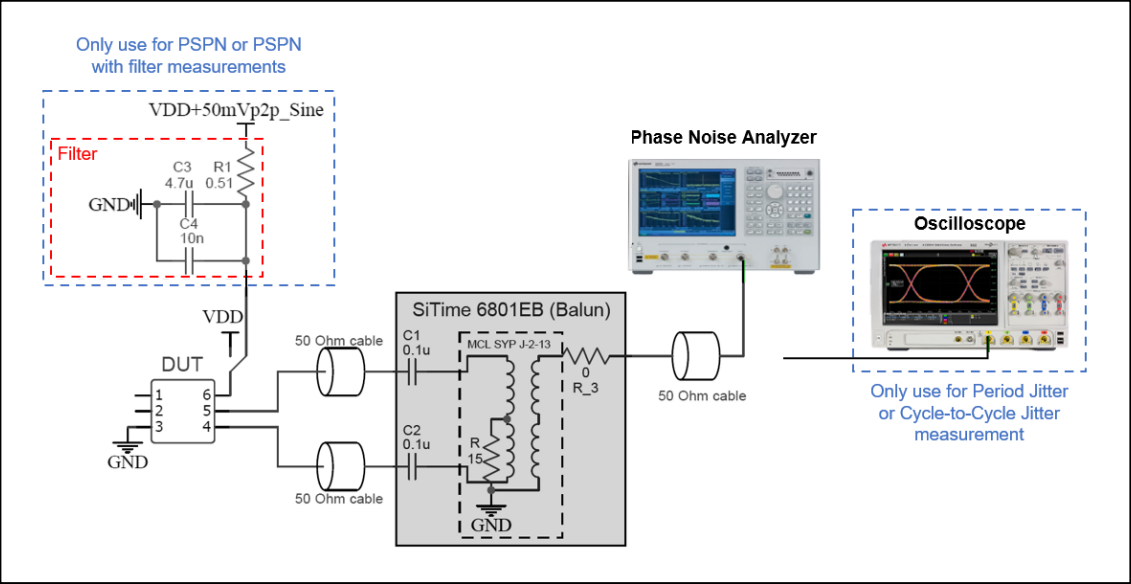 Only use for PSPN or PSPN
with filter measurements
VDD+50mVp2p_Sine
Filter
C3
4.7u
R1
0.51
GND
C4
10n
VDD
DUT
1
2
3
6
5
4
GND
50 Ohm cable
50 Ohm cable
SiTime 6801EB (Balun)
C1
0.1u
MCL SYP J-2-13
C2
0.1u
R
15
GND
0
R_3
50 Ohm cable
Phase Noise Analyzer
Oscilloscope
Only use for Period Jitter
or Cycle-to-Cycle Jitter
measurement